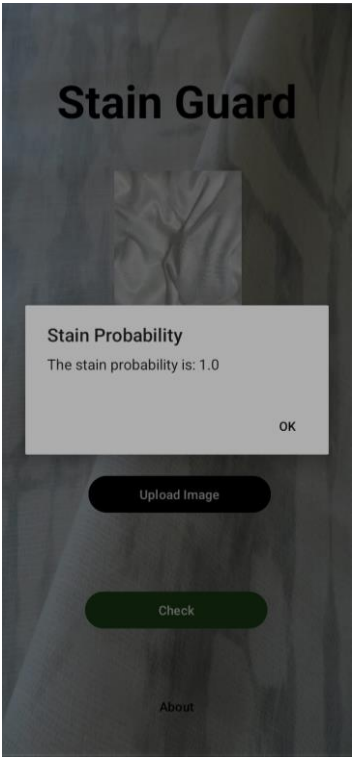 Stain Guard
Stain Probability
The stain probability is: 1.0
OK
Upload Image
Check
About